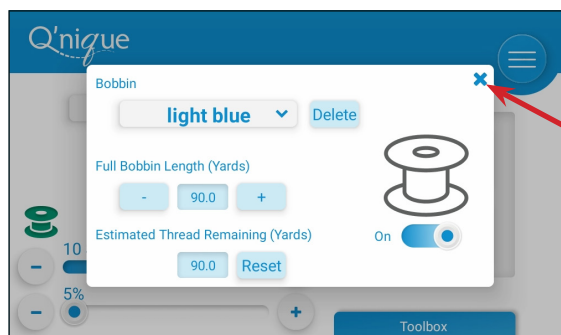 Q'nique
Bobbin
light blue
Delete
Full Bobbin Length (Yards)
- 90.0 +
Estimated Thread Remaining (Yards)
On
90.0 Reset
10
-
5%
- +
Toolbox